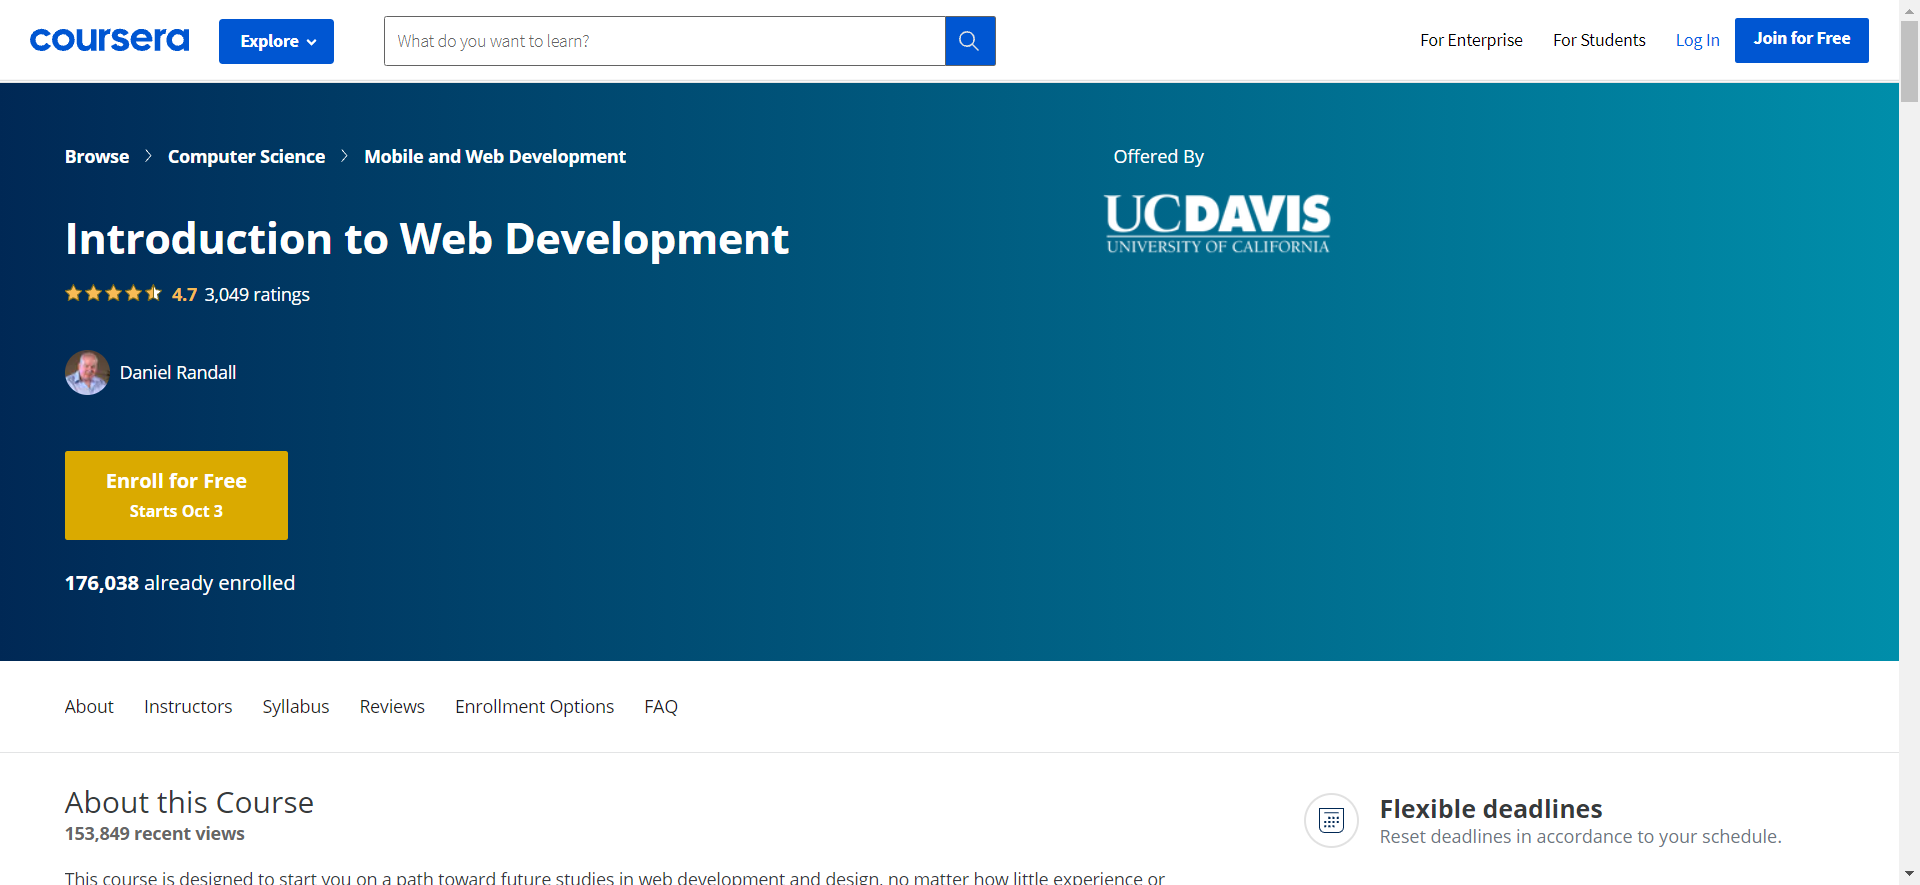 coursera
Explore
What do you want to learn?
For Enterprise
For Students
Log In
Join for Free
Browse
Computer Science
Mobile and Web Development
Offered By
UCDAVIS
UNIVERSITY OF CALIFORNIA
Introduction to Web Development
4.7 3,049 ratings
Daniel Randall
Enroll for Free
Starts Oct 3
176,038 already enrolled
About
Instructors
Syllabus
Reviews
Enrollment Options
FAQ
About this Course
153,849 recent views
This course is designed to start you on a path toward future studies in web development and design, no matter how little experience or
Flexible deadlines
Reset deadlines in accordance to your schedule.